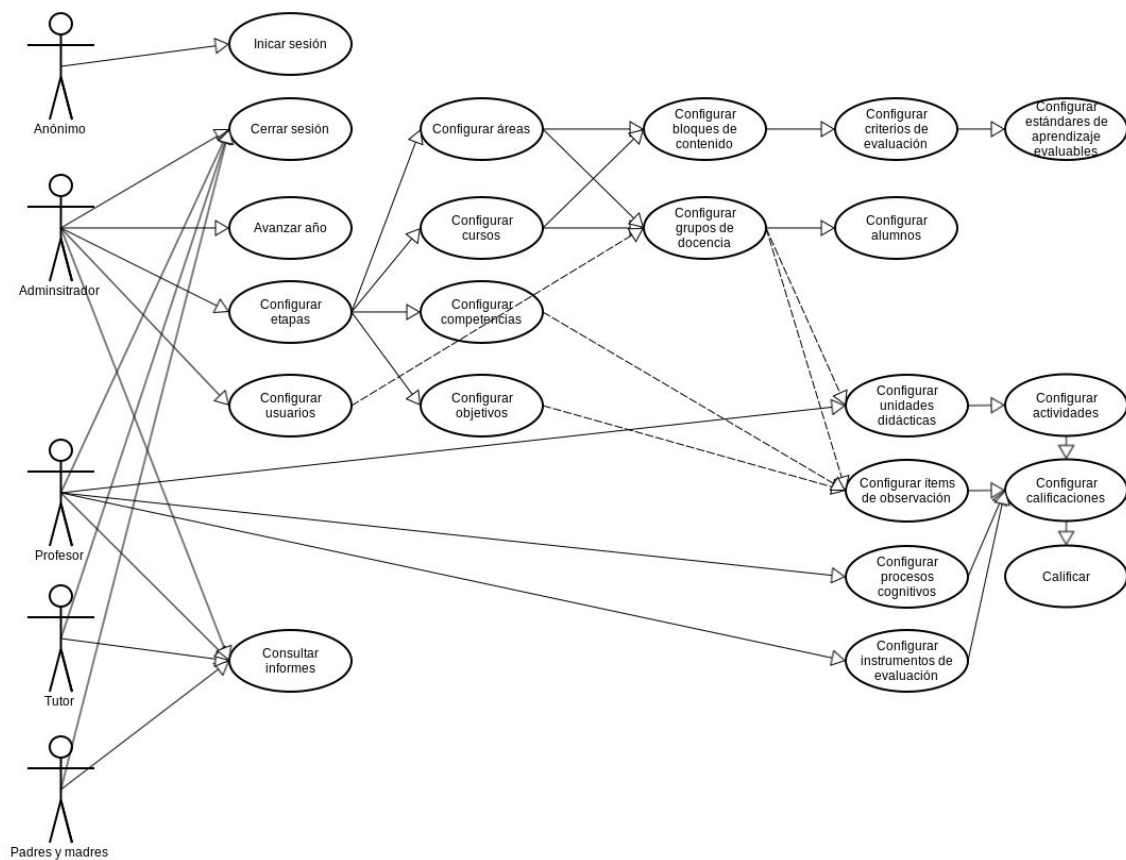 Inicar sesión
Anónimo
Cerrar sesión
Configurar áreas
Configurar
bloques de
contenido
Configurar
criterios de
evaluación
Configurar
estándares de
aprendizaje
evaluables
Adminsitrador
Avanzar año
Configurar
cursos
Configurar
grupos de
docencia
Configurar
alumnos
Configurar
etapas
Configurar
competencias
Configurar
usuarios
Configurar
objetivos
Configurar
unidades
didácticas
Configurar
actividades
Profesor
Configurar ítems
de observación
Configurar
calificaciones
Configurar
procesos
cognitivos
Calificar
Tutor
Consultar
informes
Configurar
instrumentos de
evaluación
Padres y madres